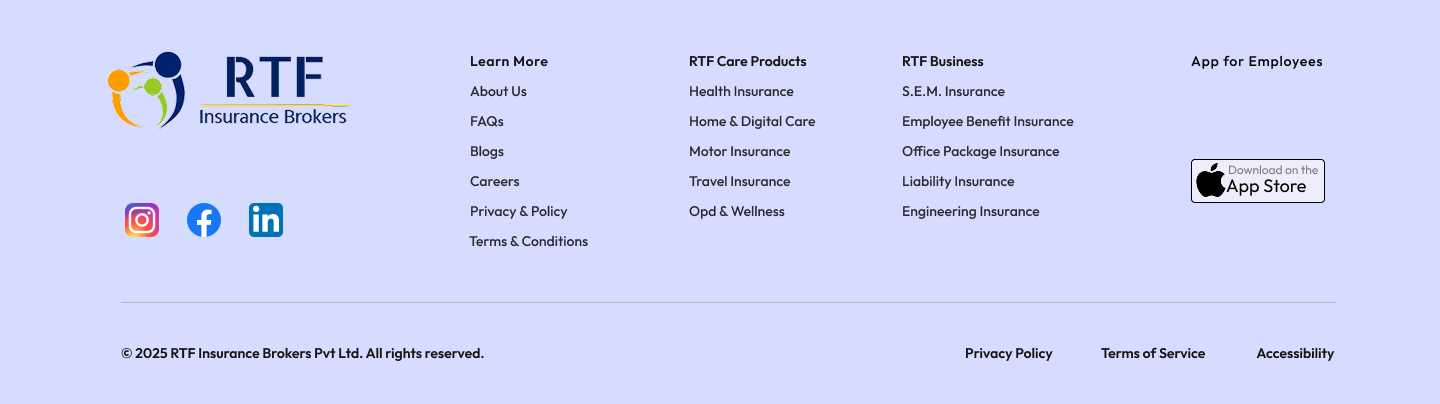 RTF
Insurance Brokers
Learn More
About Us
FAQs
Blogs
Careers
Privacy & Policy
Terms & Conditions
RTF Care Products
Health Insurance
Home & Digital Care
Motor Insurance
Travel Insurance
Opd & Wellness
RTF Business
S.E.M. Insurance
Employee Benefit Insurance
Office Package Insurance
Liability Insurance
Engineering Insurance
App for Employees
Download on the
App Store
in
© 2025 RTF Insurance Brokers Pvt Ltd. All rights reserved.
Privacy Policy
Terms of Service
Accessibility